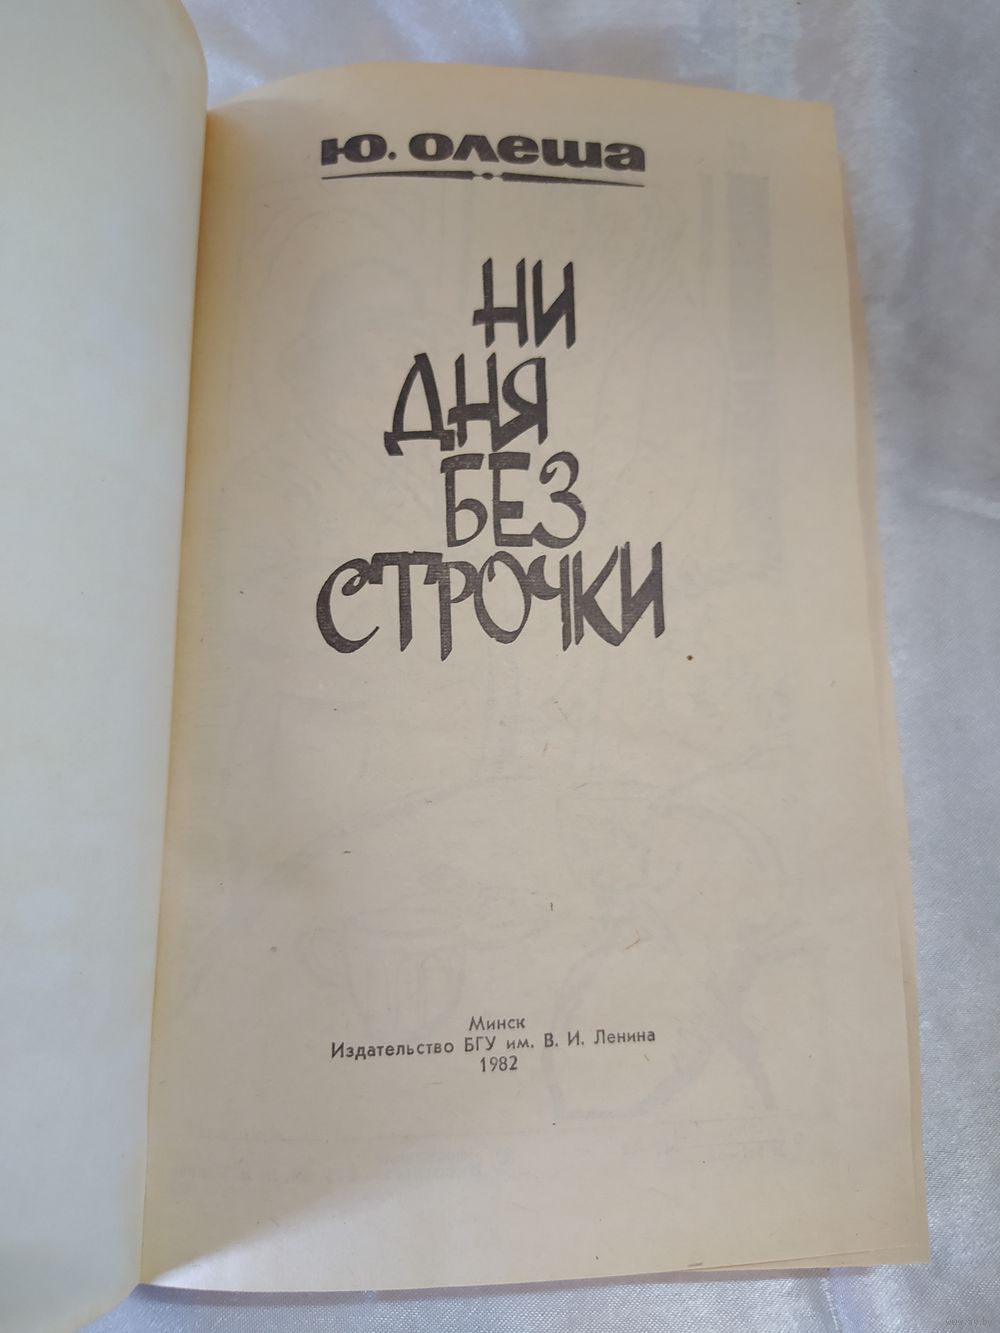 Ю. ОЛЕША
НИ
ДНЯ
БЕЗ
СТРОЧКИ
Минск
Издательство БГУ им. В. И. Ленина
1982